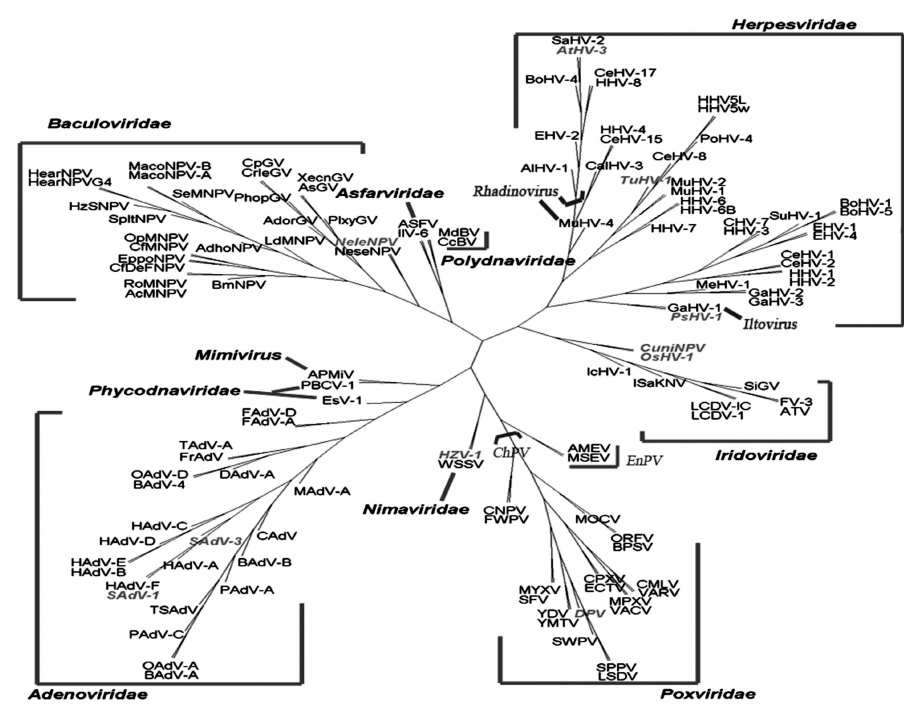 Herpesviridae
SaHV-2
AtHV-3
BoHV-4
CeHV-17
HHV-8
HHV5L
HHV5w
EHV-2
HHV-4
CeHV-15
PoHV-4
AlHV-1
CalHV-3
CeHV-8
Rhadinovirus
TuHV-1
MuHV-2
MuHV-1
HHV-6
HHV-6B
MuHV-4
HHV-7
CHV-7
HHV-3
SuHV-1
BoHV-1
BoHV-5
EHV-1
EHV-4
CeHV-1
CeHV-2
HHV-1
HHV-2
MeHV-1
GaHV-2
GaHV-3
GaHV-1
PsHV-1
Iltovirus
Baculoviridae
HearNPV
HearNPVG4
MacoNPV-B
MacoNPV-A
CpGV
CrleGV
XecnGV
AsGV
SeMNPV
PhopGV
HzSNPV
SpltNPV
AdorGV
PlxyGV
OpMNPV
CfMNPV
AdhoNPV
LdMNPV
NeleNPV
NeseNPV
EppoNPV
CfDeFNPV
RoMNPV
AcMNPV
BmNPV
Asfarviridae
ASFV
IIV-6
MdBV
CcBV
Polydnaviridae
Mimivirus
APMiV
Phycodnaviridae
PBCV-1
EsV-1
CuniNPV
OsHV-1
IcHV-1
ISaKNV
SiGV
LCDV-IC
LCDV-1
FV-3
ATV
Iridoviridae
FAdV-D
FAdV-A
TAdV-A
FrAdV
OAdV-D
BAdV-4
DAdV-A
MAdV-A
HAdV-C
HAdV-D
SAdV-3
CAdV
HAdV-E
HAdV-B
HAdV-A
BAdV-B
HAdV-F
SAdV-1
PAdV-A
TSAdV
PAdV-C
OAdV-A
BAdV-A
Adenoviridae
HZV-1
WSSV
Nimaviridae
ChPV
AMEV
MSEV
EnPV
CNPV
FWPV
MOCV
ORFV
BPSV
MYXV
SFV
CPXV
ECTV
CMLV
VARV
MPXV
VACV
YDV
YMTV
DPV
SWPV
SPPV
LSDV
Poxviridae